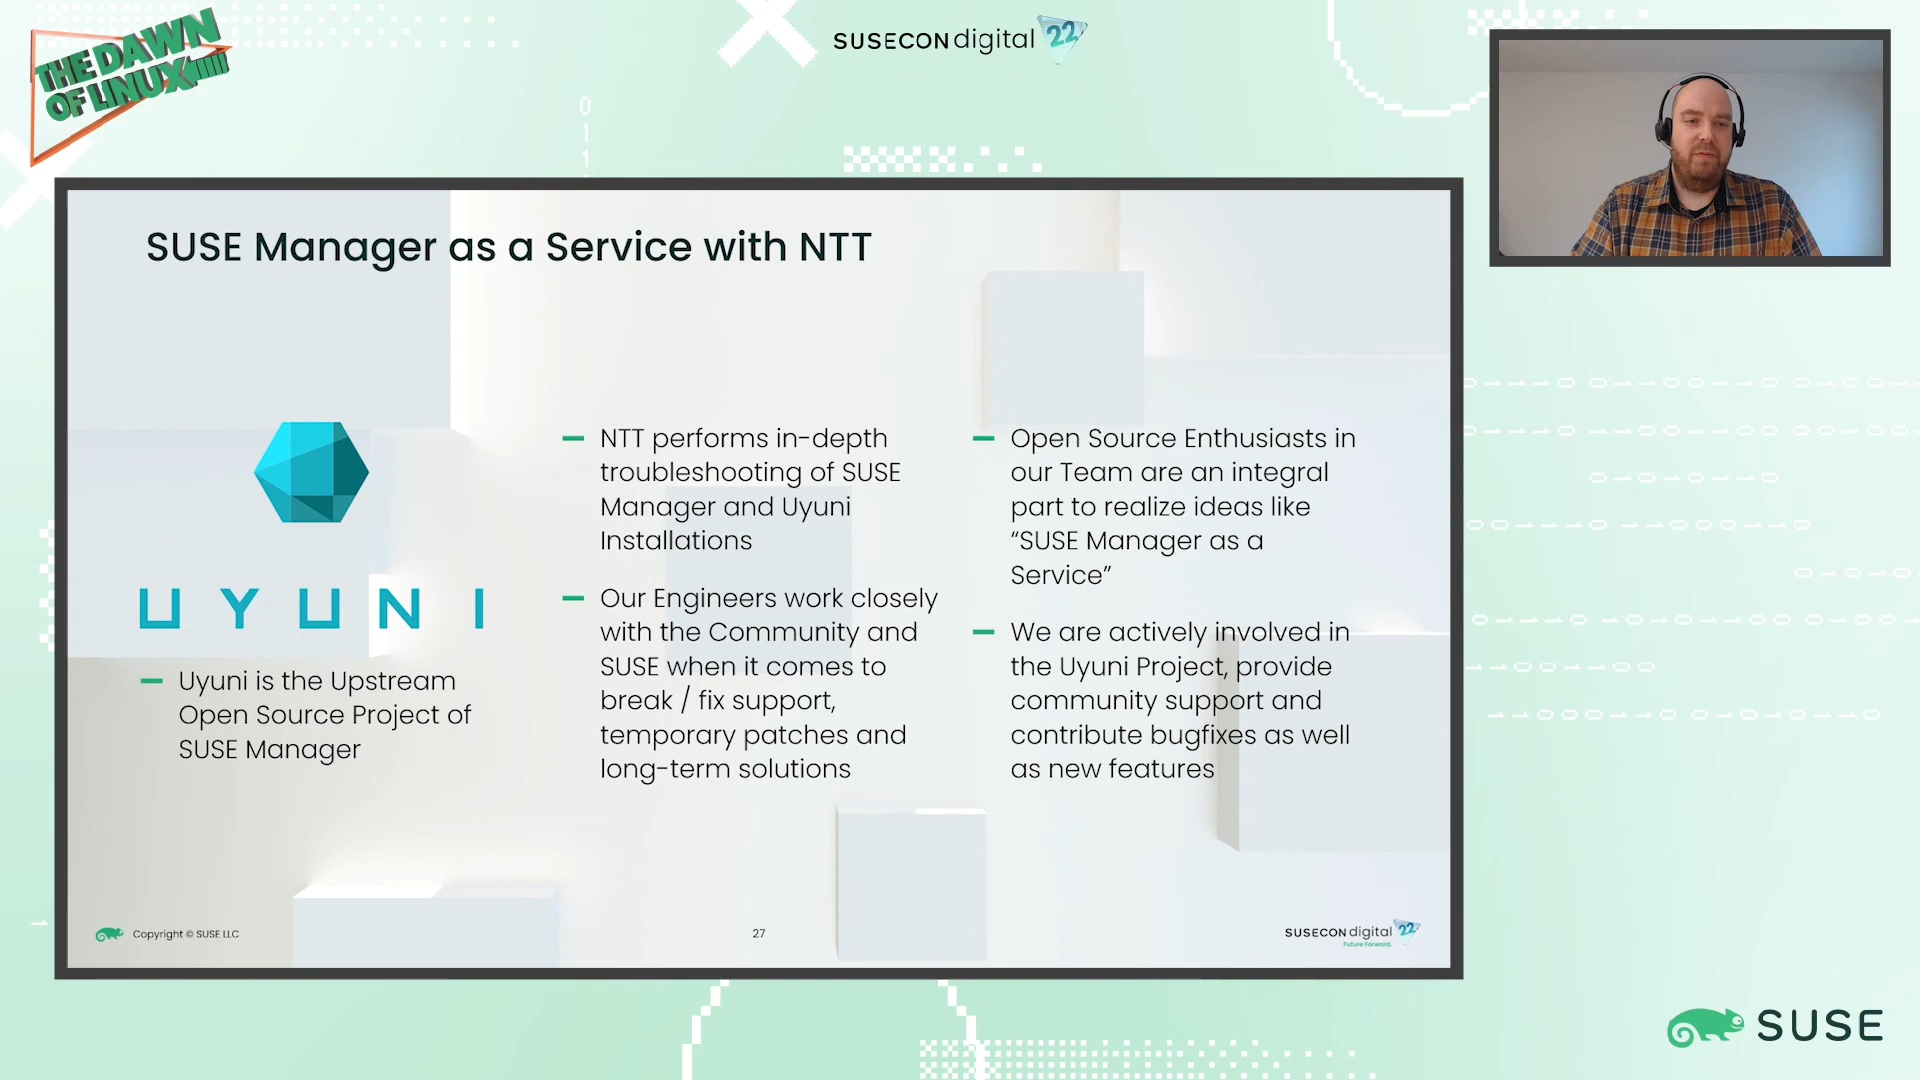 THE DAWN
OF LINUX
SUSECON digital 22
SUSE Manager as a Service with NTT
UYUNI
Uyuni is the Upstream
Open Source Project of
SUSE Manager
NTT performs in-depth
troubleshooting of SUSE
Manager and Uyuni
Installations
Our Engineers work closely
with the Community and
SUSE when it comes to
break / fix support,
temporary patches and
long-term solutions
Open Source Enthusiasts in
our Team are an integral
part to realize ideas like
“SUSE Manager as a
Service”
We are actively involved in
the Uyuni Project, provide
community support and
contribute bugfixes as well
as new features
Copyright © SUSE LLC
27
SUSECON digital 22
Future Forward.
SUSE